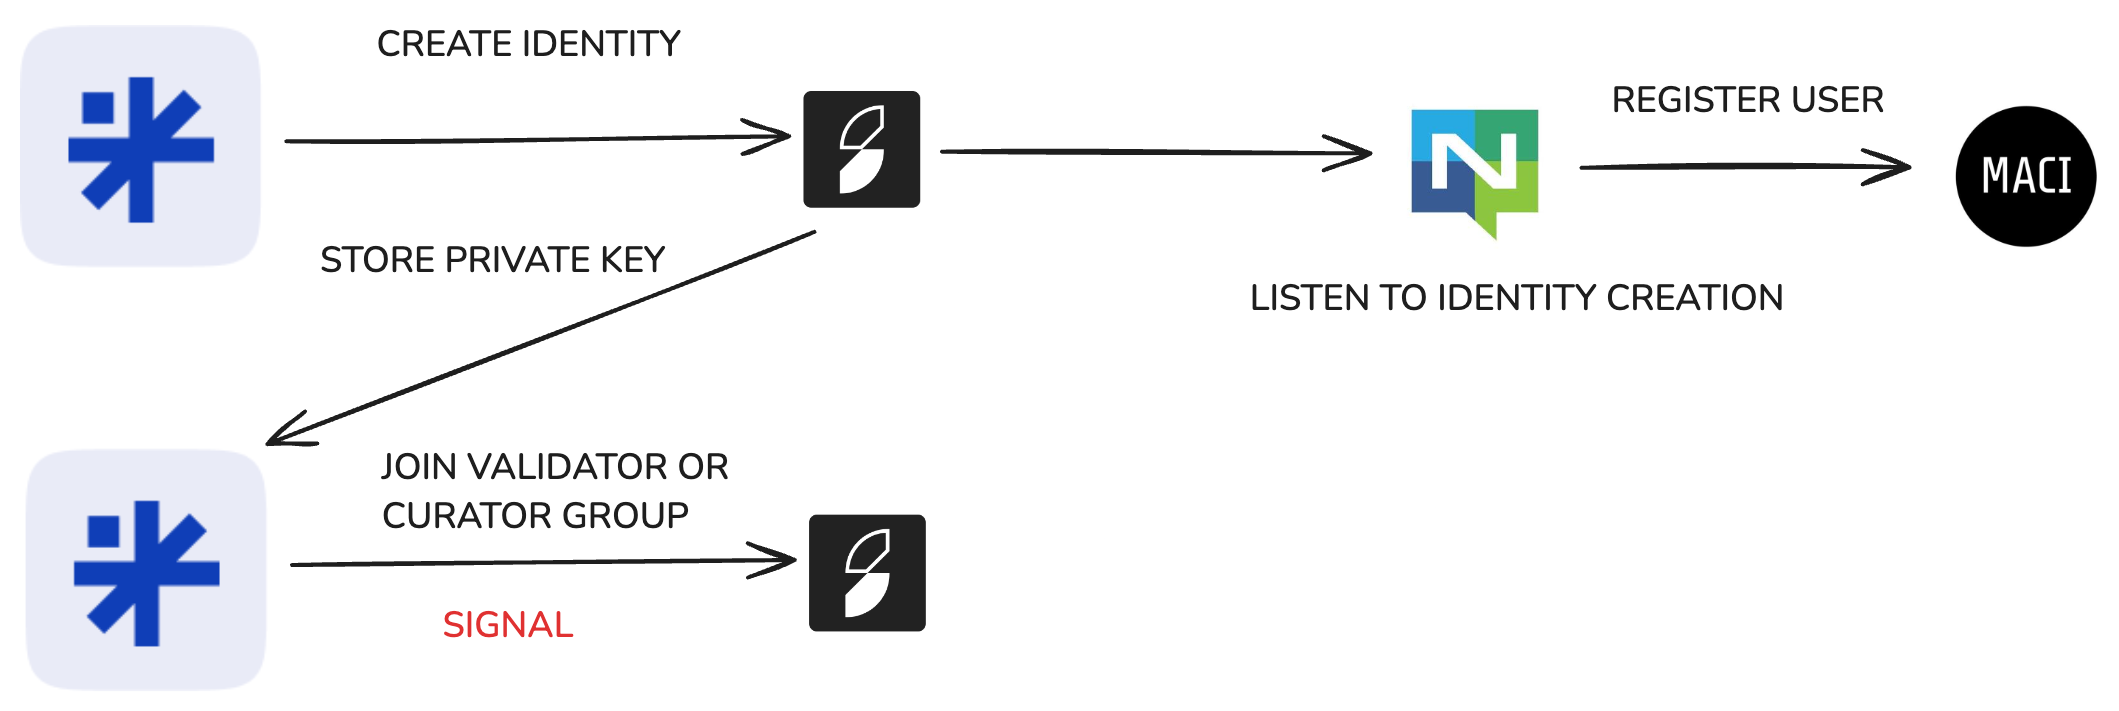 CREATE IDENTITY
REGISTER USER
MACI
STORE PRIVATE KEY
LISTEN TO IDENTITY CREATION
JOIN VALIDATOR OR
CURATOR GROUP
SIGNAL